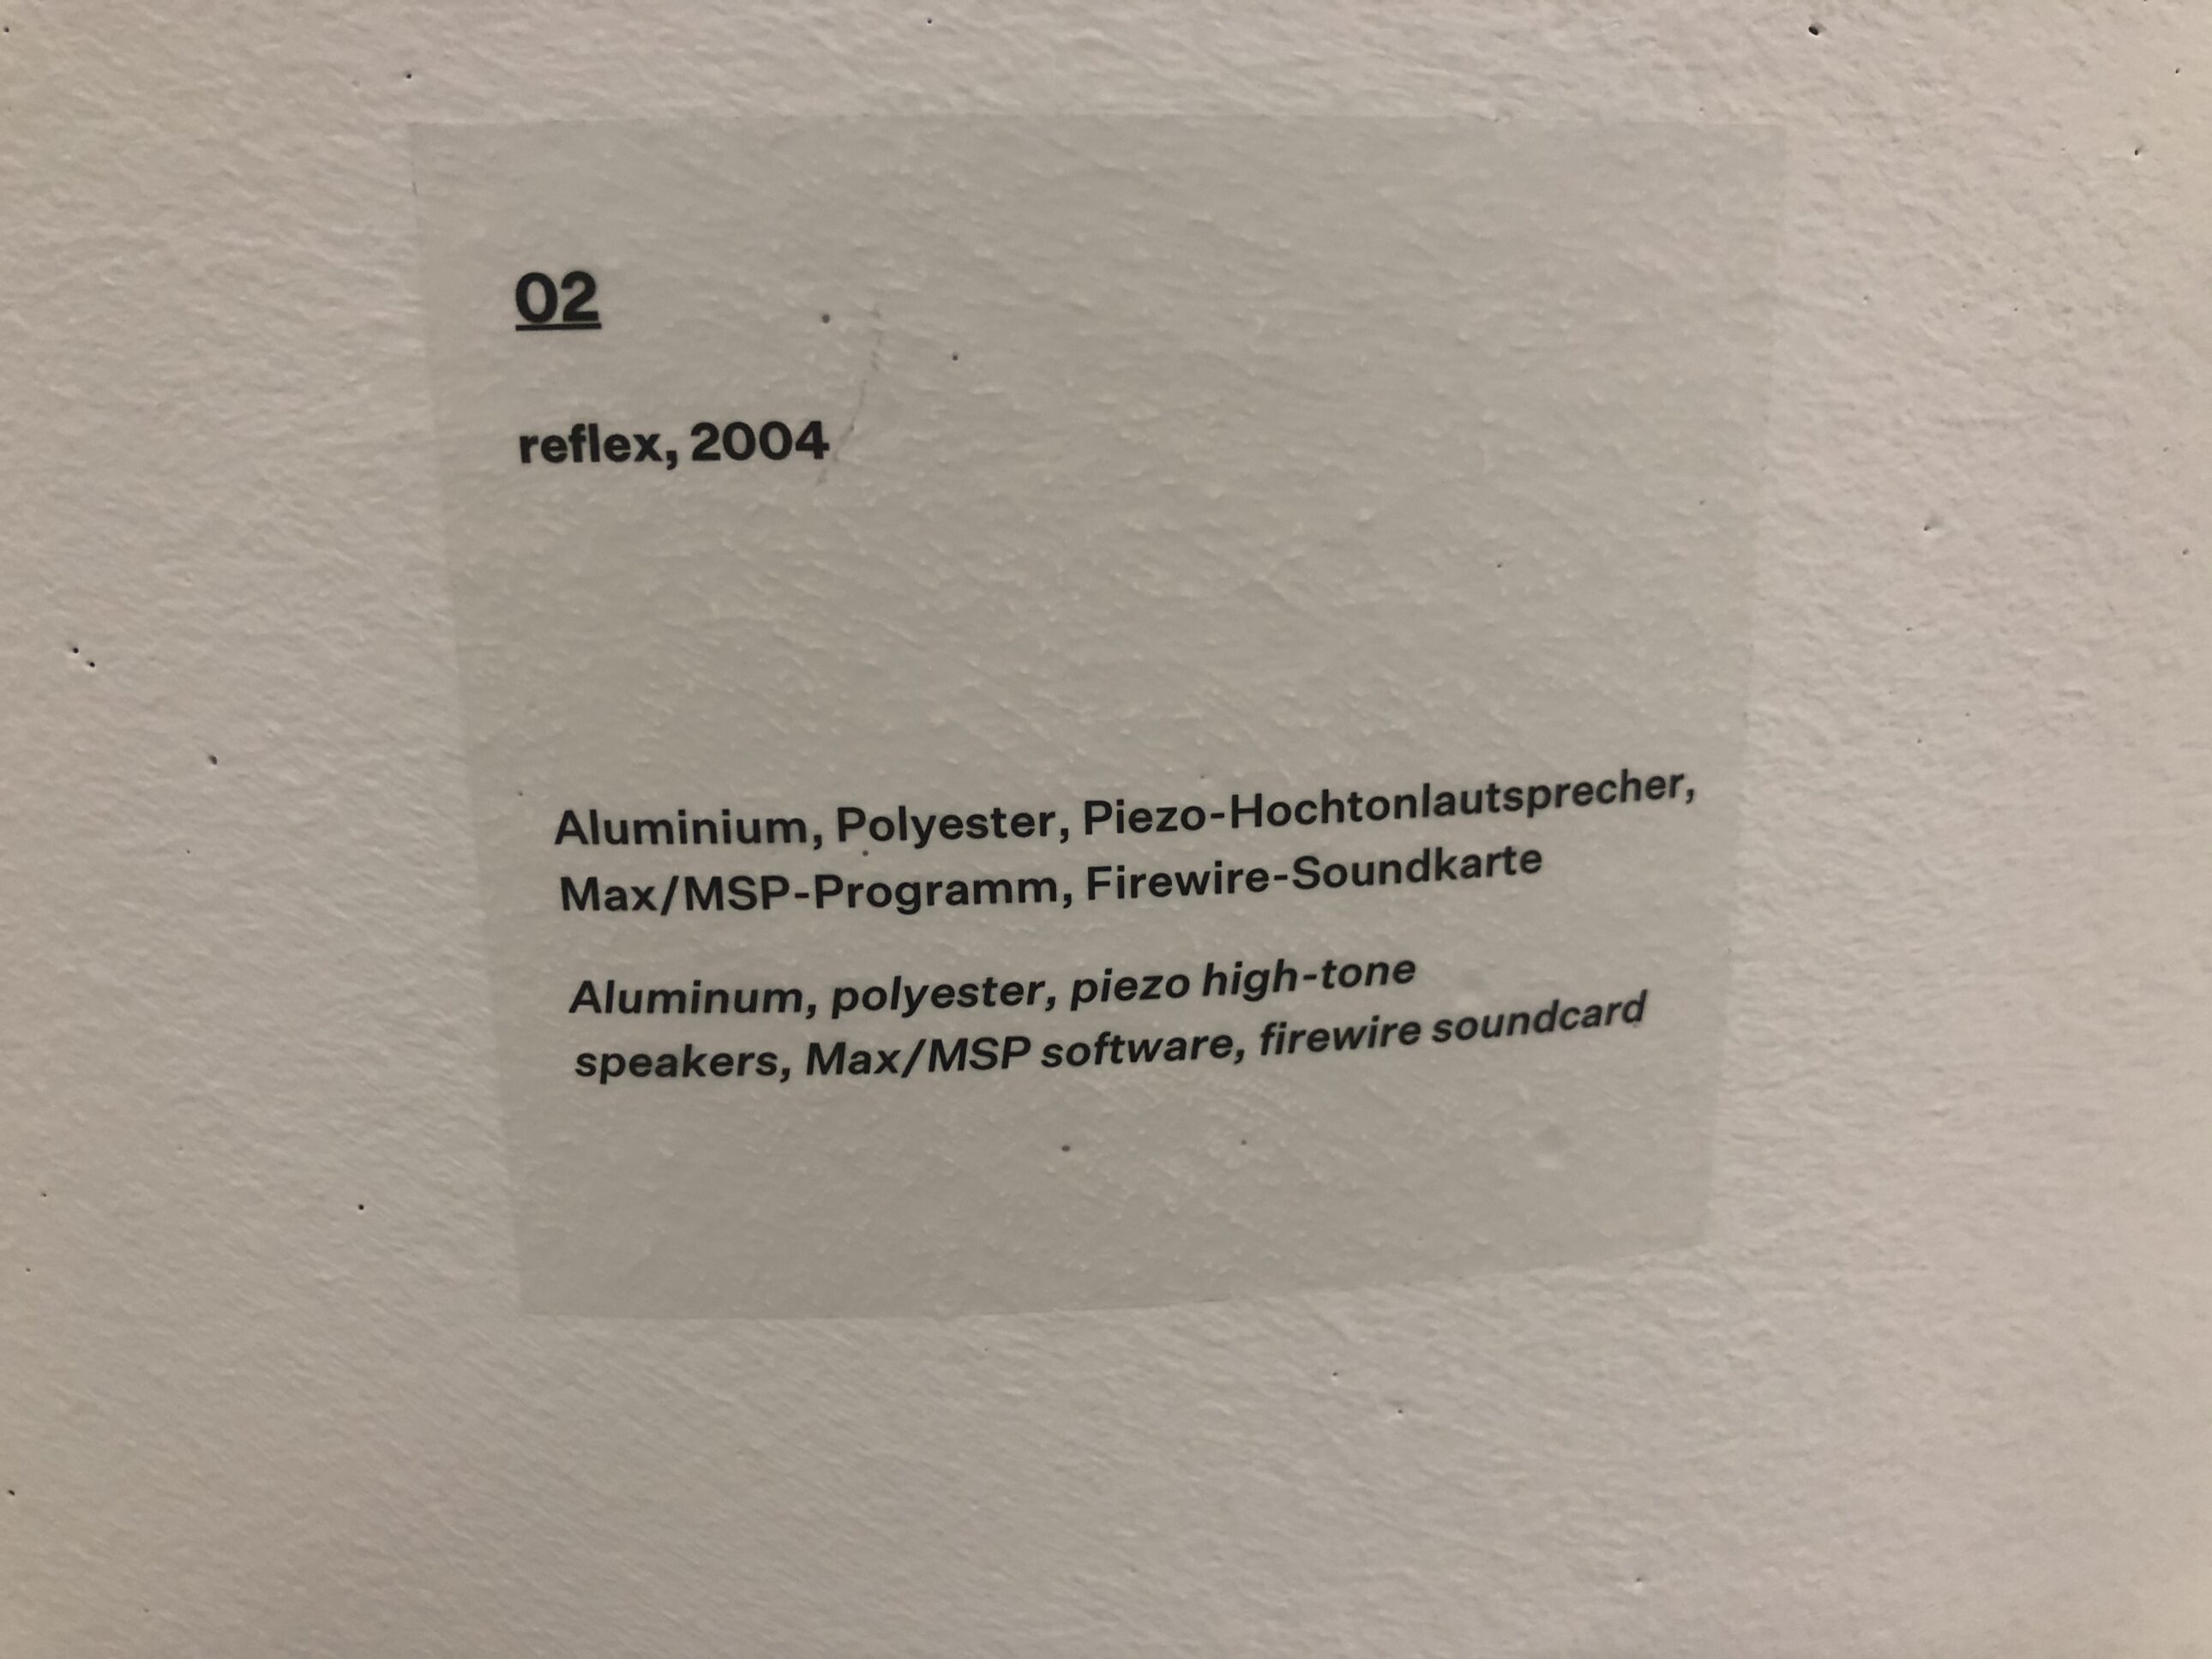 02
reflex, 2004
Aluminium, Polyester, Piezo-Hochtonlautsprecher,
Max/MSP-Programm, Firewire-Soundkarte
Aluminum, polyester, piezo high-tone
speakers, Max/MSP software, firewire soundcard